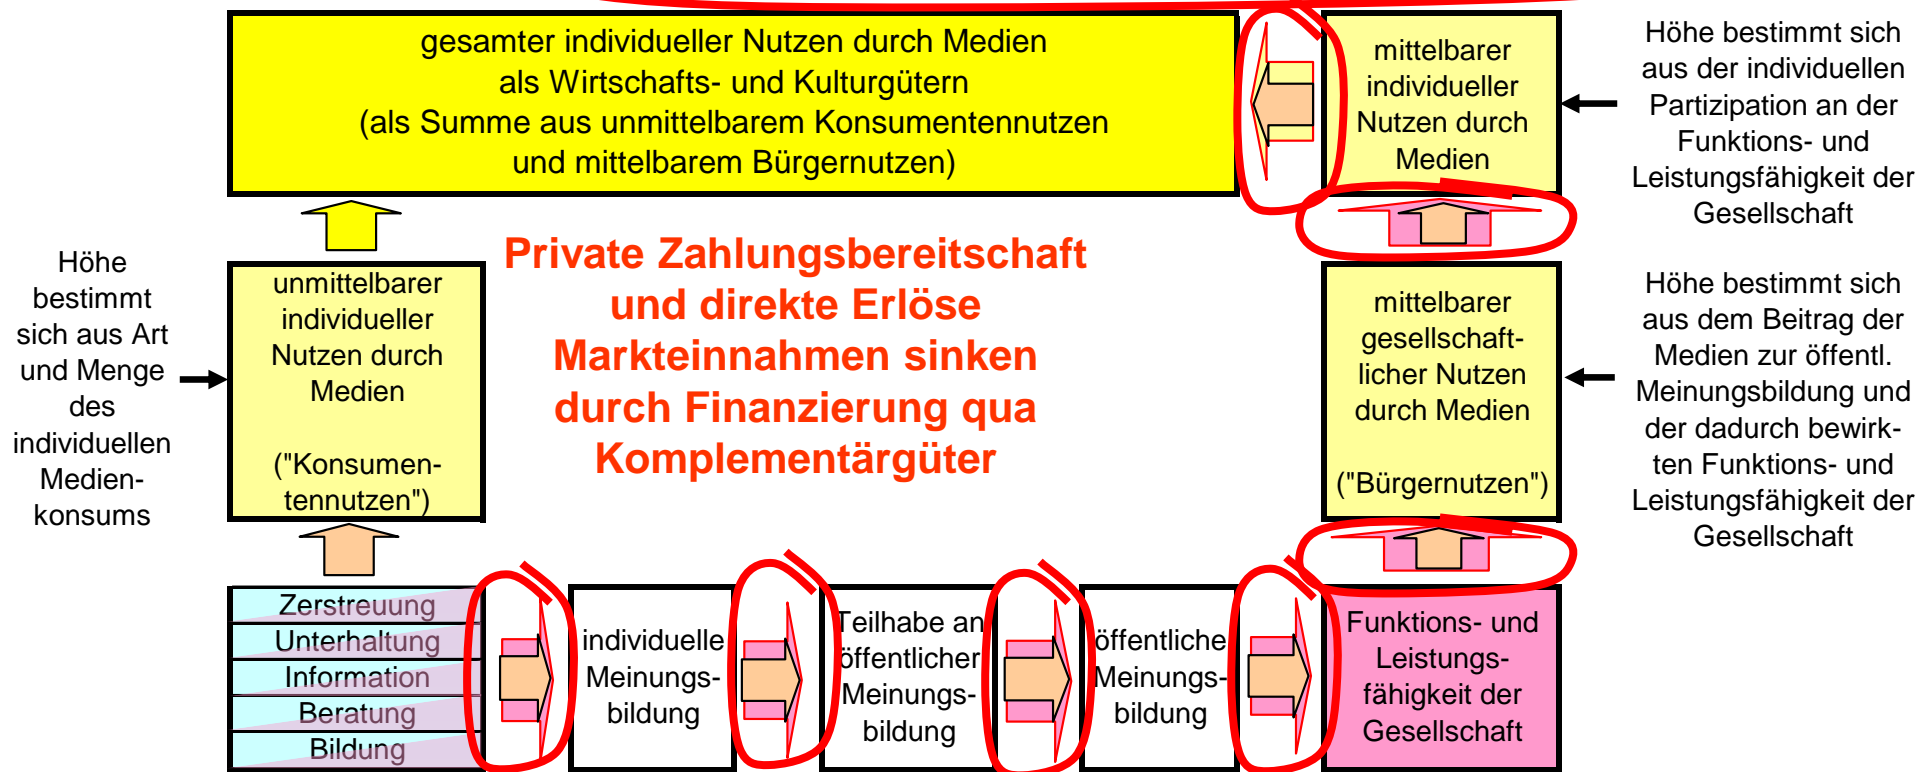 gesamter individueller Nutzen durch Medien
als Wirtschafts- und Kulturgütern
(als Summe aus unmittelbarem Konsumentennutzen
und mittelbarem Bürgernutzen)
mittelbarer
individueller
Nutzen durch
Medien
Höhe bestimmt sich
aus der individuellen
Partizipation an der
Funktions- und
Leistungsfähigkeit der
Gesellschaft
Höhe
bestimmt
sich aus Art
und Menge
des
individuellen
Medien-
konsums
unmittelbarer
individueller
Nutzen durch
Medien
("Konsumen-
tennutzen")
Private Zahlungsbereitschaft
und direkte Erlöse
Markteinnahmen sinken
durch Finanzierung qua
Komplementärgüter
mittelbarer
gesellschaft-
licher Nutzen
durch Medien
("Bürgernutzen")
Höhe bestimmt sich
aus dem Beitrag der
Medien zur öffentl.
Meinungsbildung und
der dadurch bewirk-
ten Funktions- und
Leistungsfähigkeit der
Gesellschaft
Zerstreuung
Unterhaltung
Information
Beratung
Bildung
individuelle
Meinungs-
bildung
Teilhabe an
öffentlicher
Meinungs-
bildung
öffentliche
Meinungs-
bildung
Funktions- und
Leistungs-
fähigkeit der
Gesellschaft